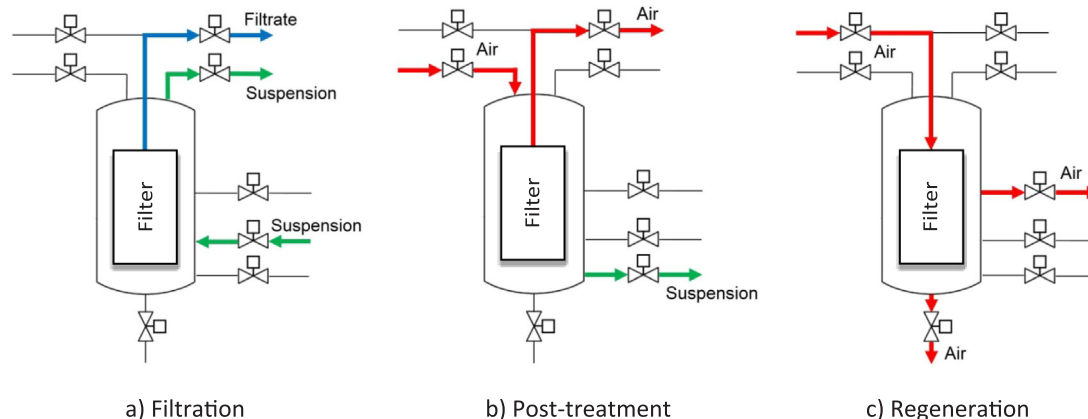 Filtrate
Suspension
Filter
Suspension
a) Filtration
Air
Air
Filter
Suspension
b) Post-treatment
Air
Filter
Air
Air
c) Regeneration